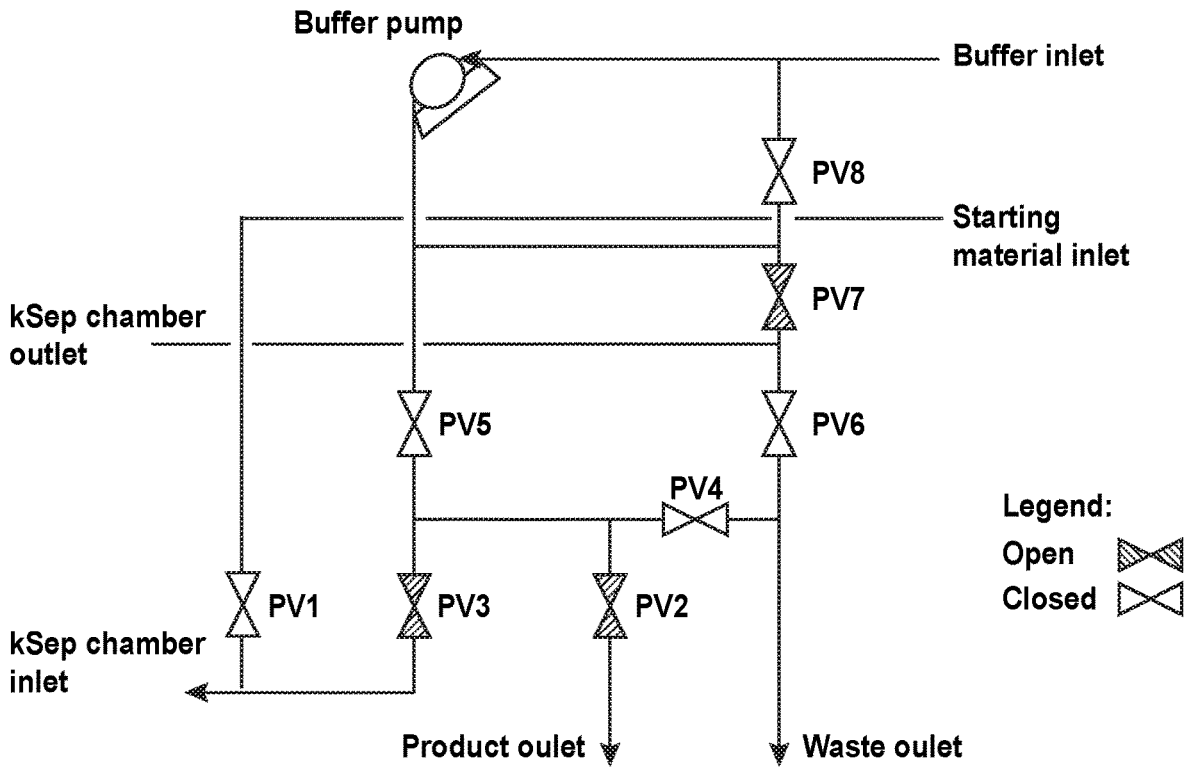 Buffer pump
Buffer inlet
PV8
Starting
material inlet
PV7
kSep chamber
outlet
PV5
PV6
PV4
Legend:
Open
Closed
PV1
PV3
PV2
kSep chamber
inlet
Product oulet
Waste oulet